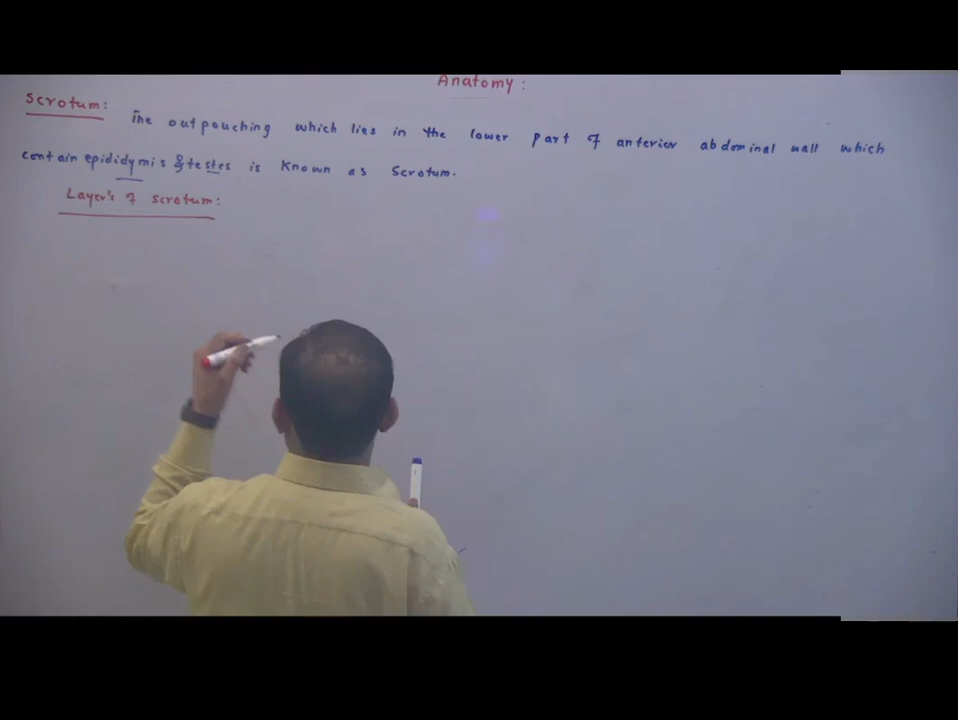 Anatomy:
Scrotum: The outpouching which lies in the lower part of anterior abdominal wall which
contain epididymis & testes is known as Scrotum.
Layer's of scrotum: